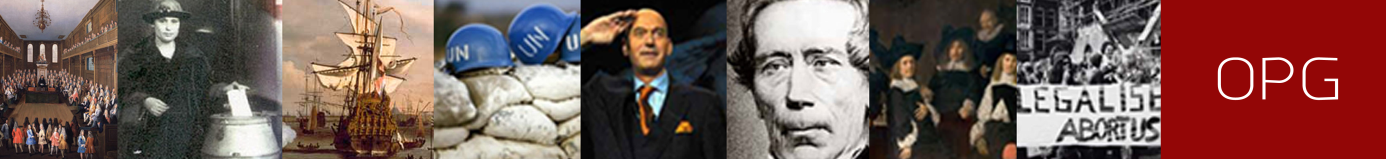 UN
UN
U
LEGALISE
ABORTUS
OPG